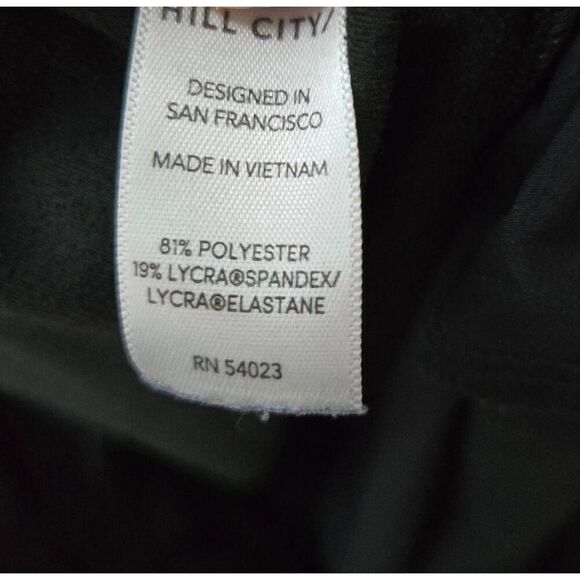 HILL CITY/
DESIGNED IN
SAN FRANCISCO
MADE IN VIETNAM
81% POLYESTER
19% LYCRA®SPANDEX/
LYCRA®ELASTANE
RN 54023